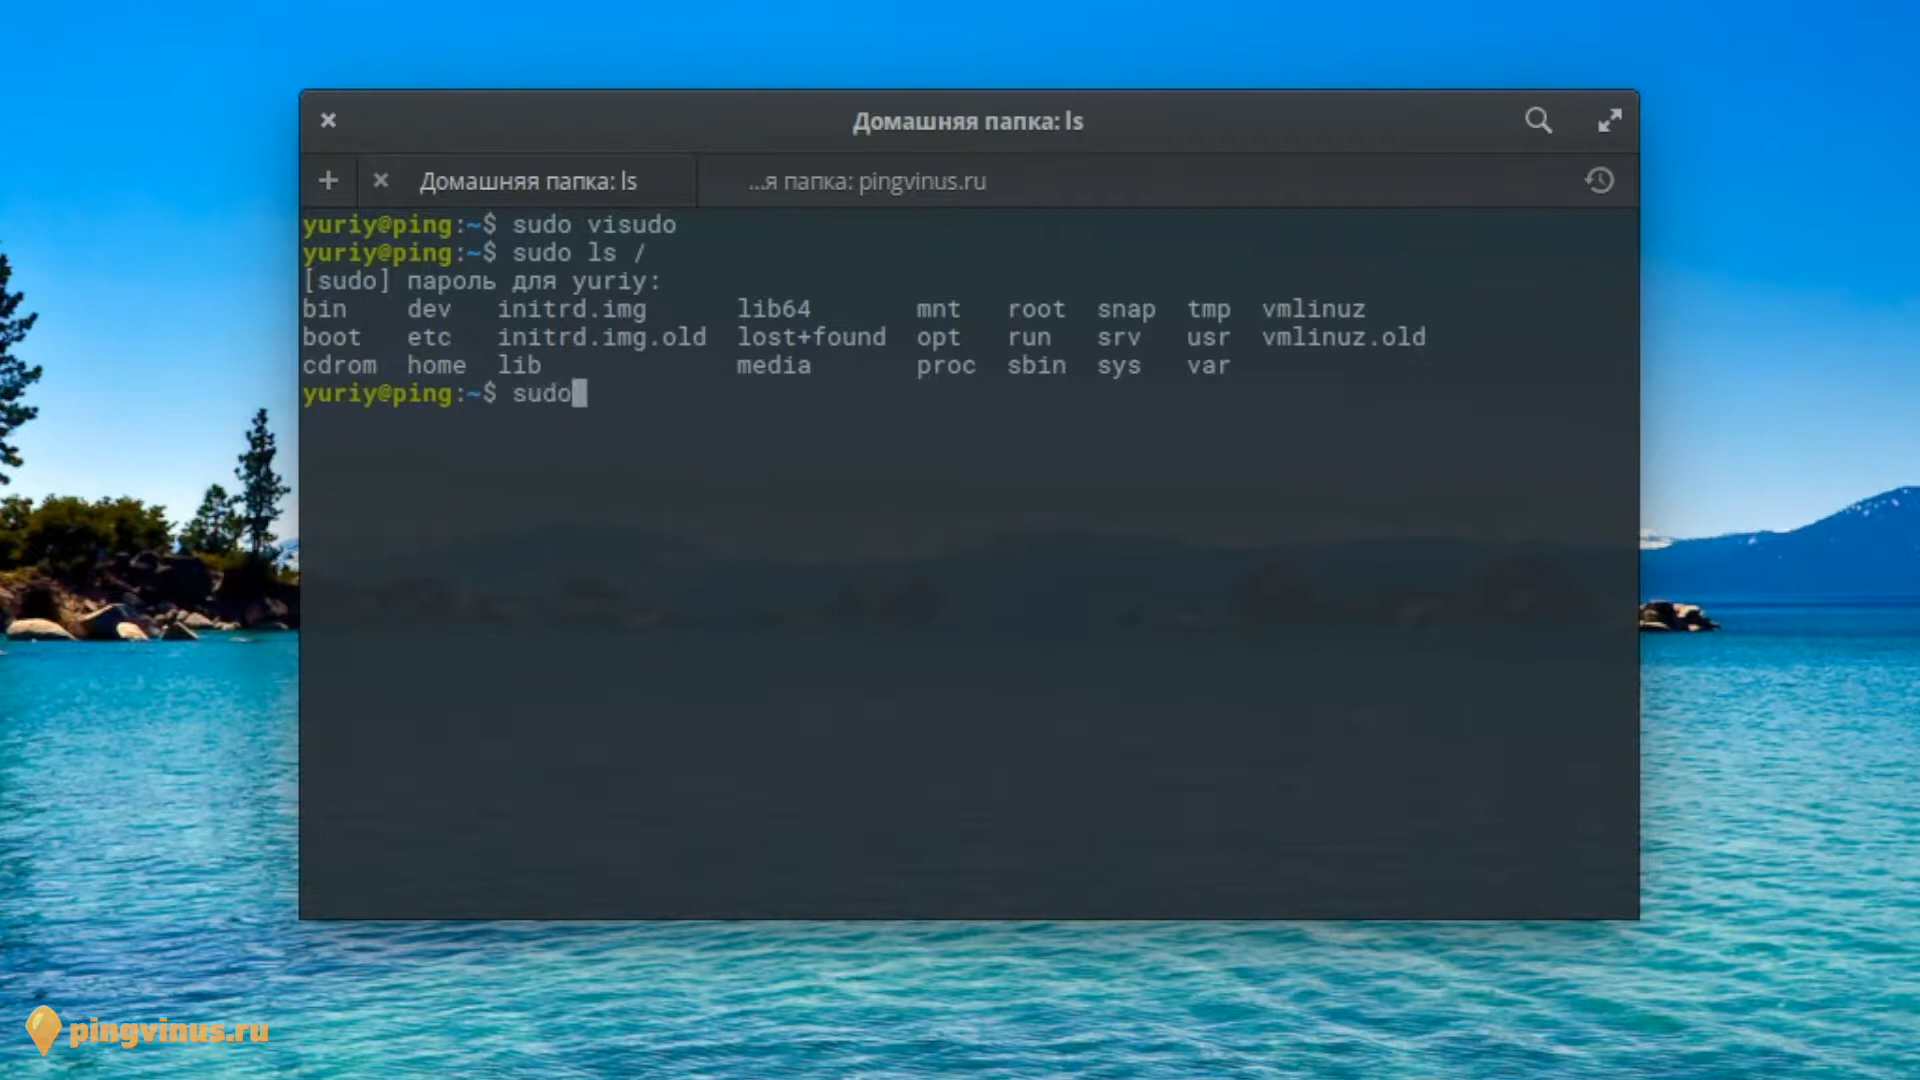 Домашняя папка: ls
Домашняя папка: ls
...я папка: pingvinus.ru
yuriy@ping:~$ sudo visudo
yuriy@ping:~$ sudo ls /
[sudo] пароль для yuriy:
bin dev initrd.img lib64 mnt root snap tmp vmlinuz
boot etc initrd.img.old lost+found opt run srv usr vmlinuz.old
cdrom home lib media proc sbin sys var
yuriy@ping:~$ sudo
pingvinus.ru